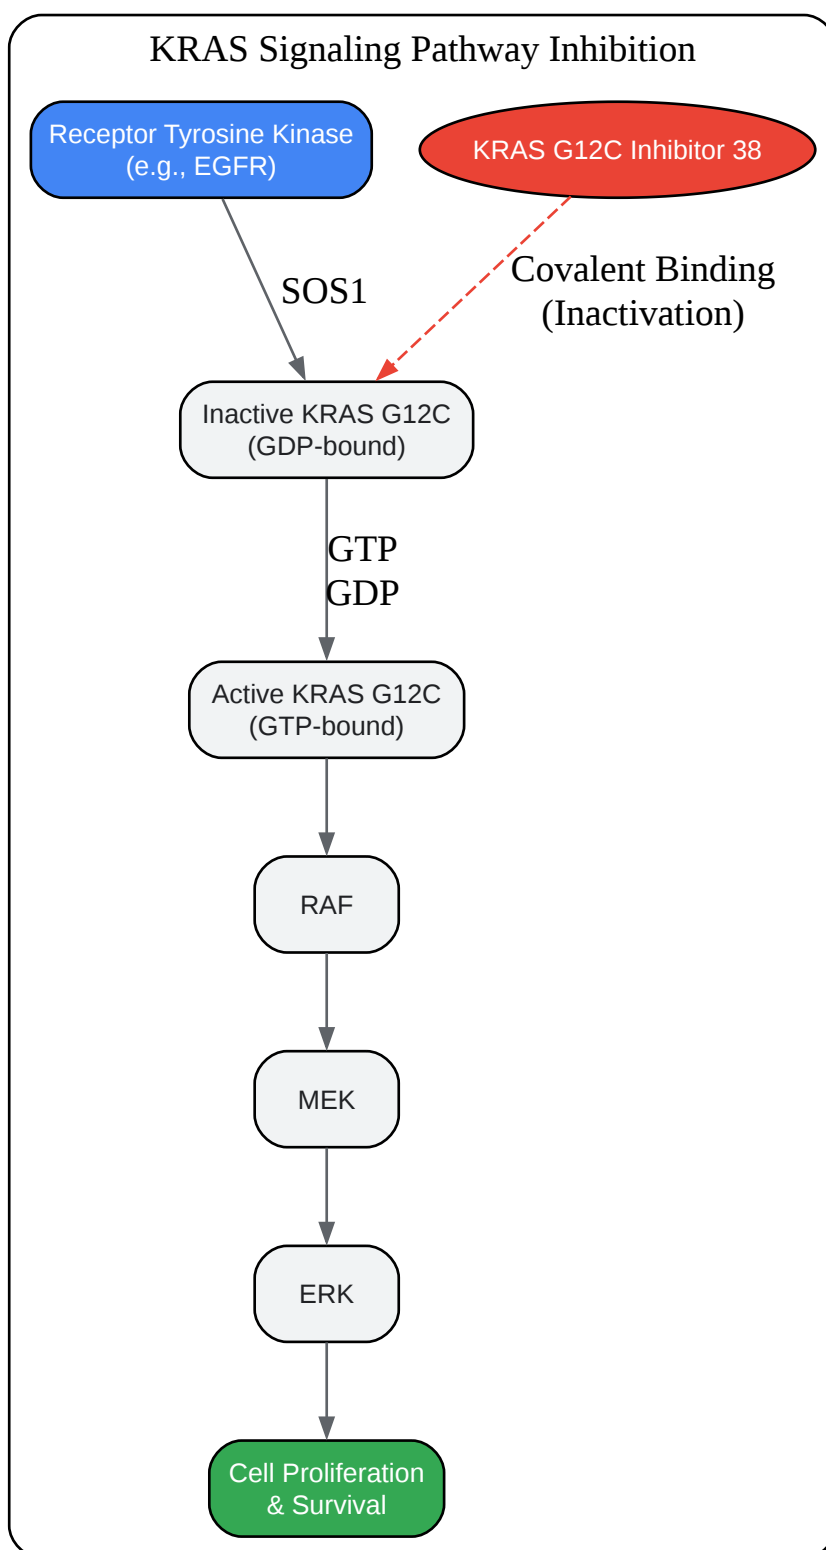 KRAS Signaling Pathway Inhibition
Receptor Tyrosine Kinase
(e.g., EGFR)
KRAS G12C Inhibitor 38
SOS1
Covalent Binding
(Inactivation)
Inactive KRAS G12C
(GDP-bound)
GTP
GDP
Active KRAS G12C
(GTP-bound)
RAF
MEK
ERK
Cell Proliferation
& Survival